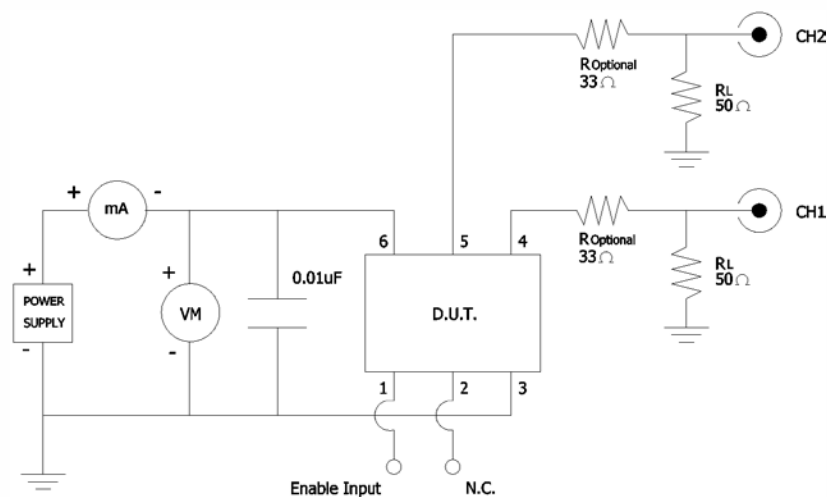 CH2
ROptional
33Ω
RL
50Ω
+
-
mA
CH1
6
5
4
ROptional
33Ω
RL
50Ω
+
+
0.01uF
POWER
SUPPLY
VM
D.U.T.
-
-
1
2
3
Enable Input
N.C.